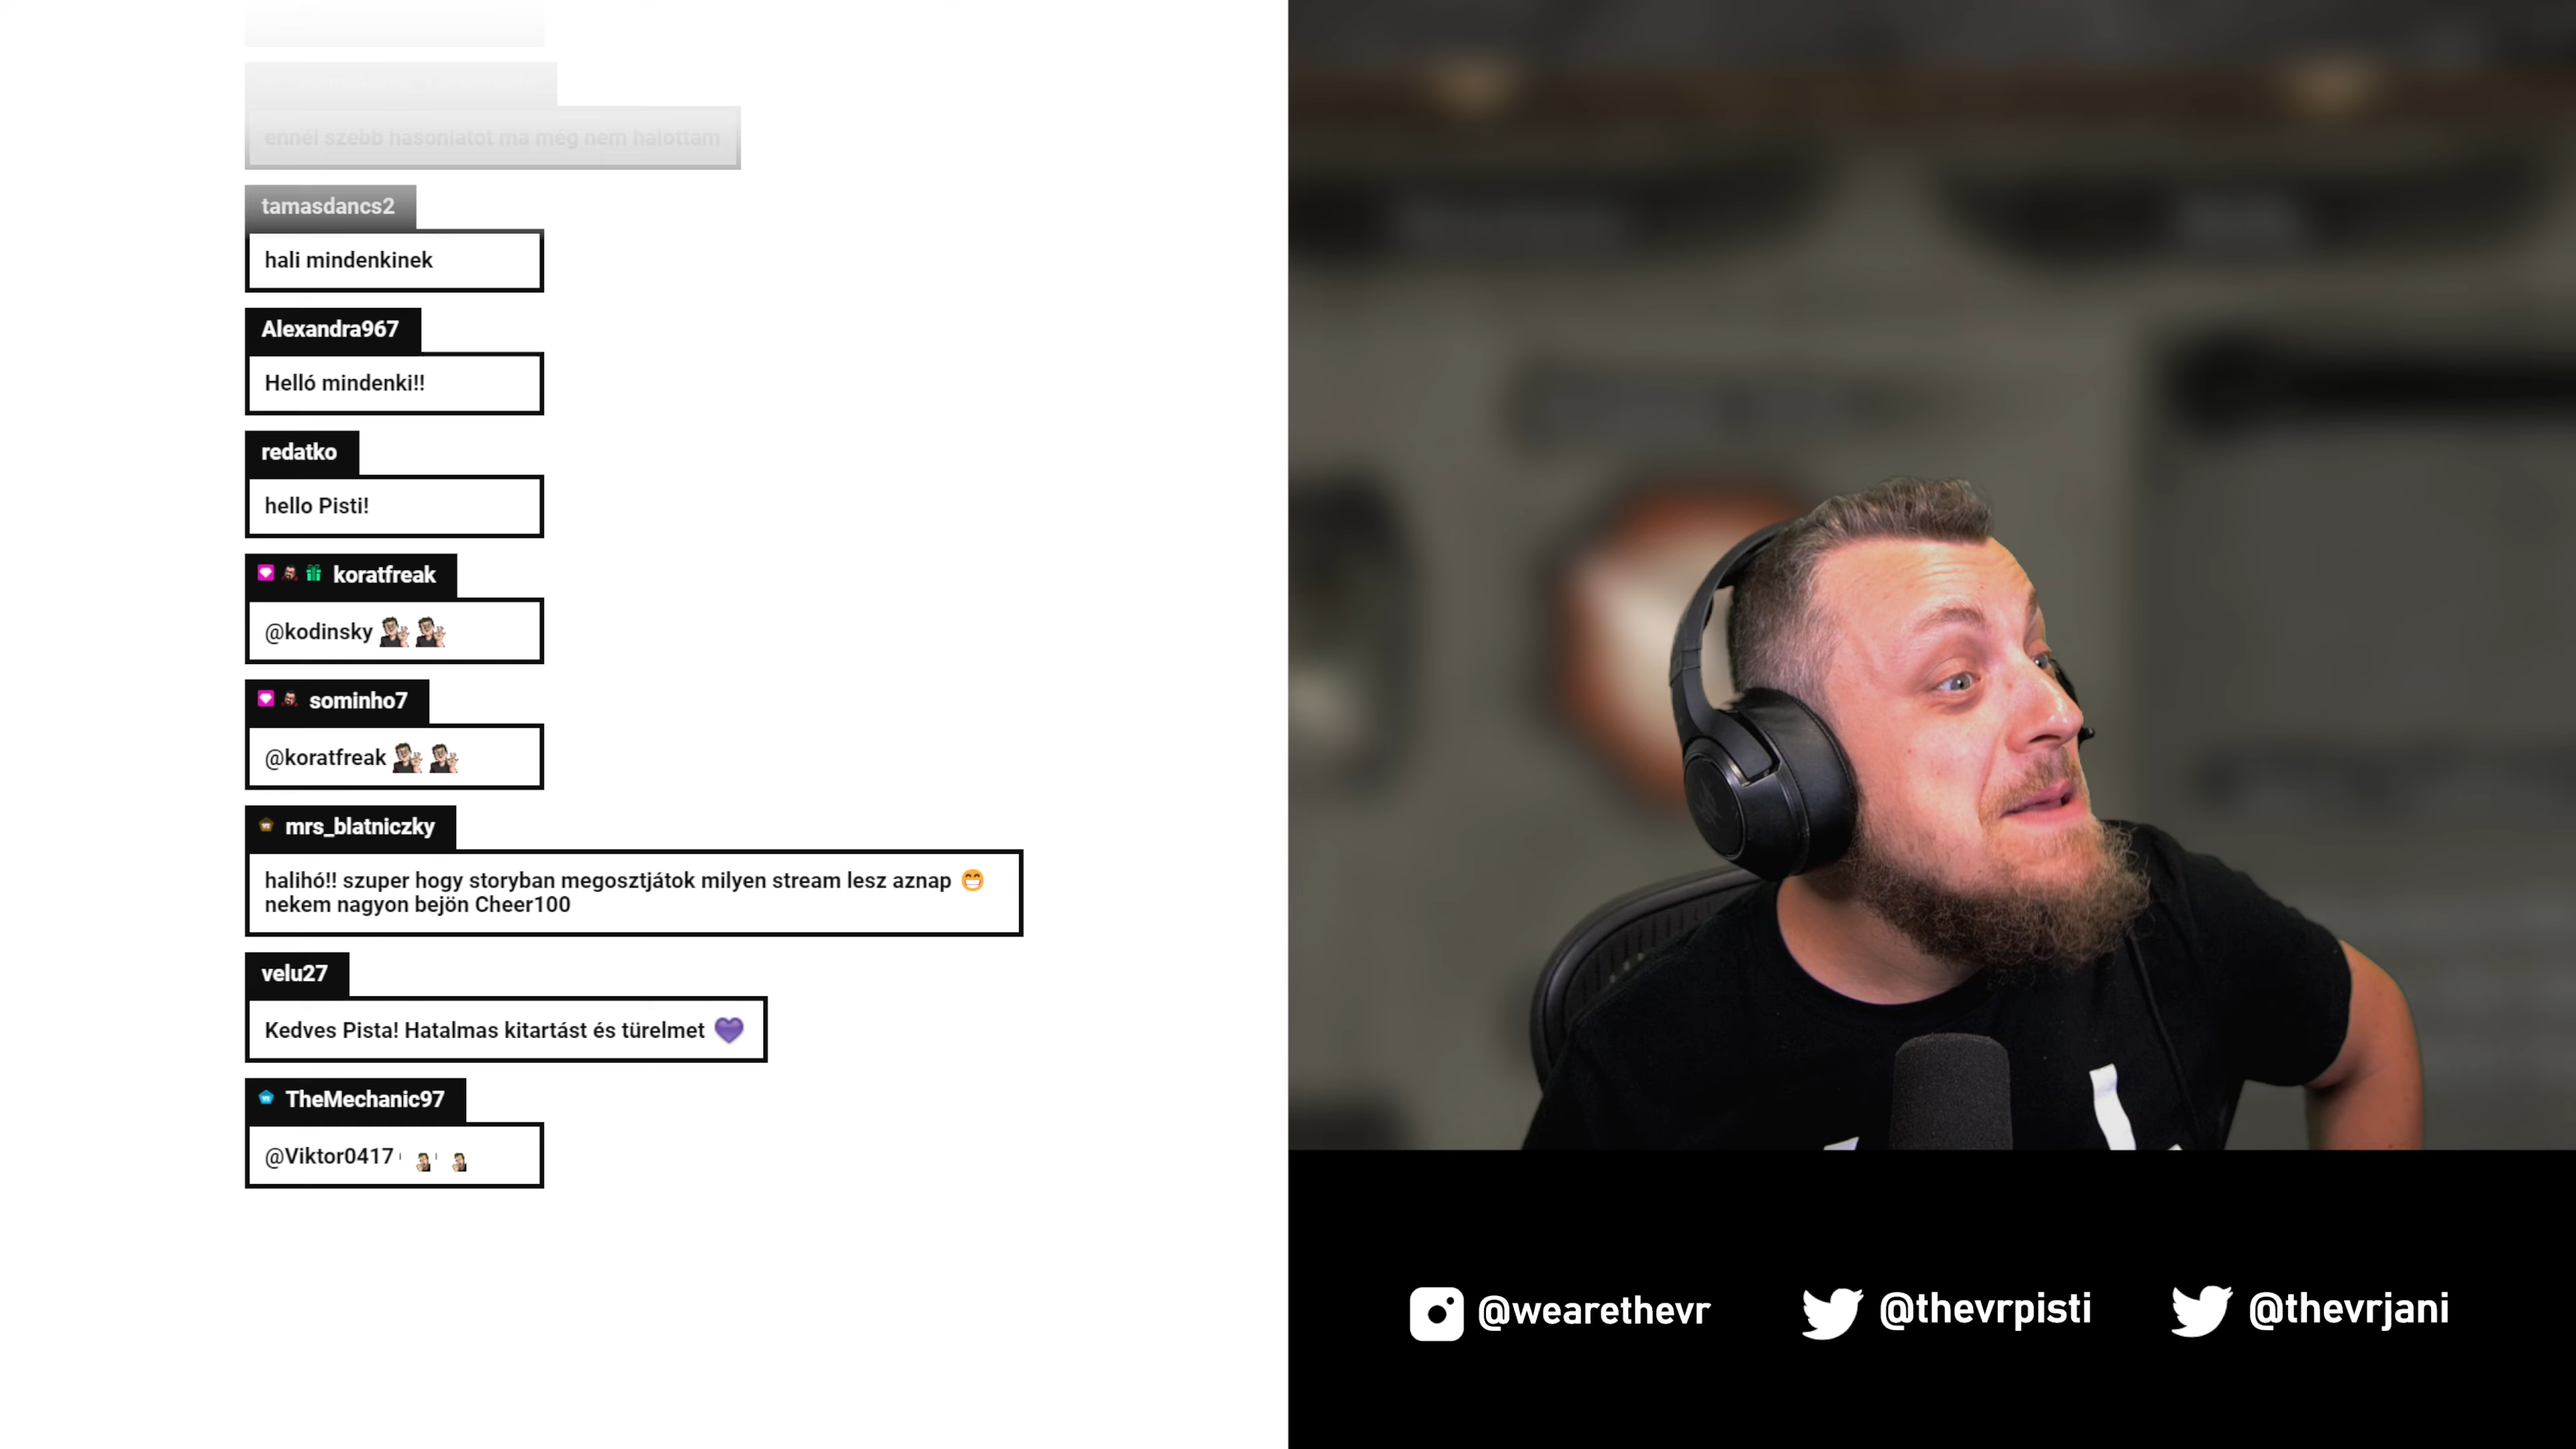 ennél szebb hasonlatot ma még nem halottam
tamasdancs2
hali mindenkinek
Alexandra967
Helló mindenki!!
redatko
hello Pisti!
koratfreak
@kodinsky
sominho7
@koratfreak
mrs_blatniczky
halihó!! szuper hogy storyban megosztjátok milyen stream lesz aznap 😁
nekem nagyon bejön Cheer100
velu27
Kedves Pista! Hatalmas kitartást és türelmet 💜
TheMechanic97
@Viktor0417
@wearethevr
@thevrpisti
@thevrjani